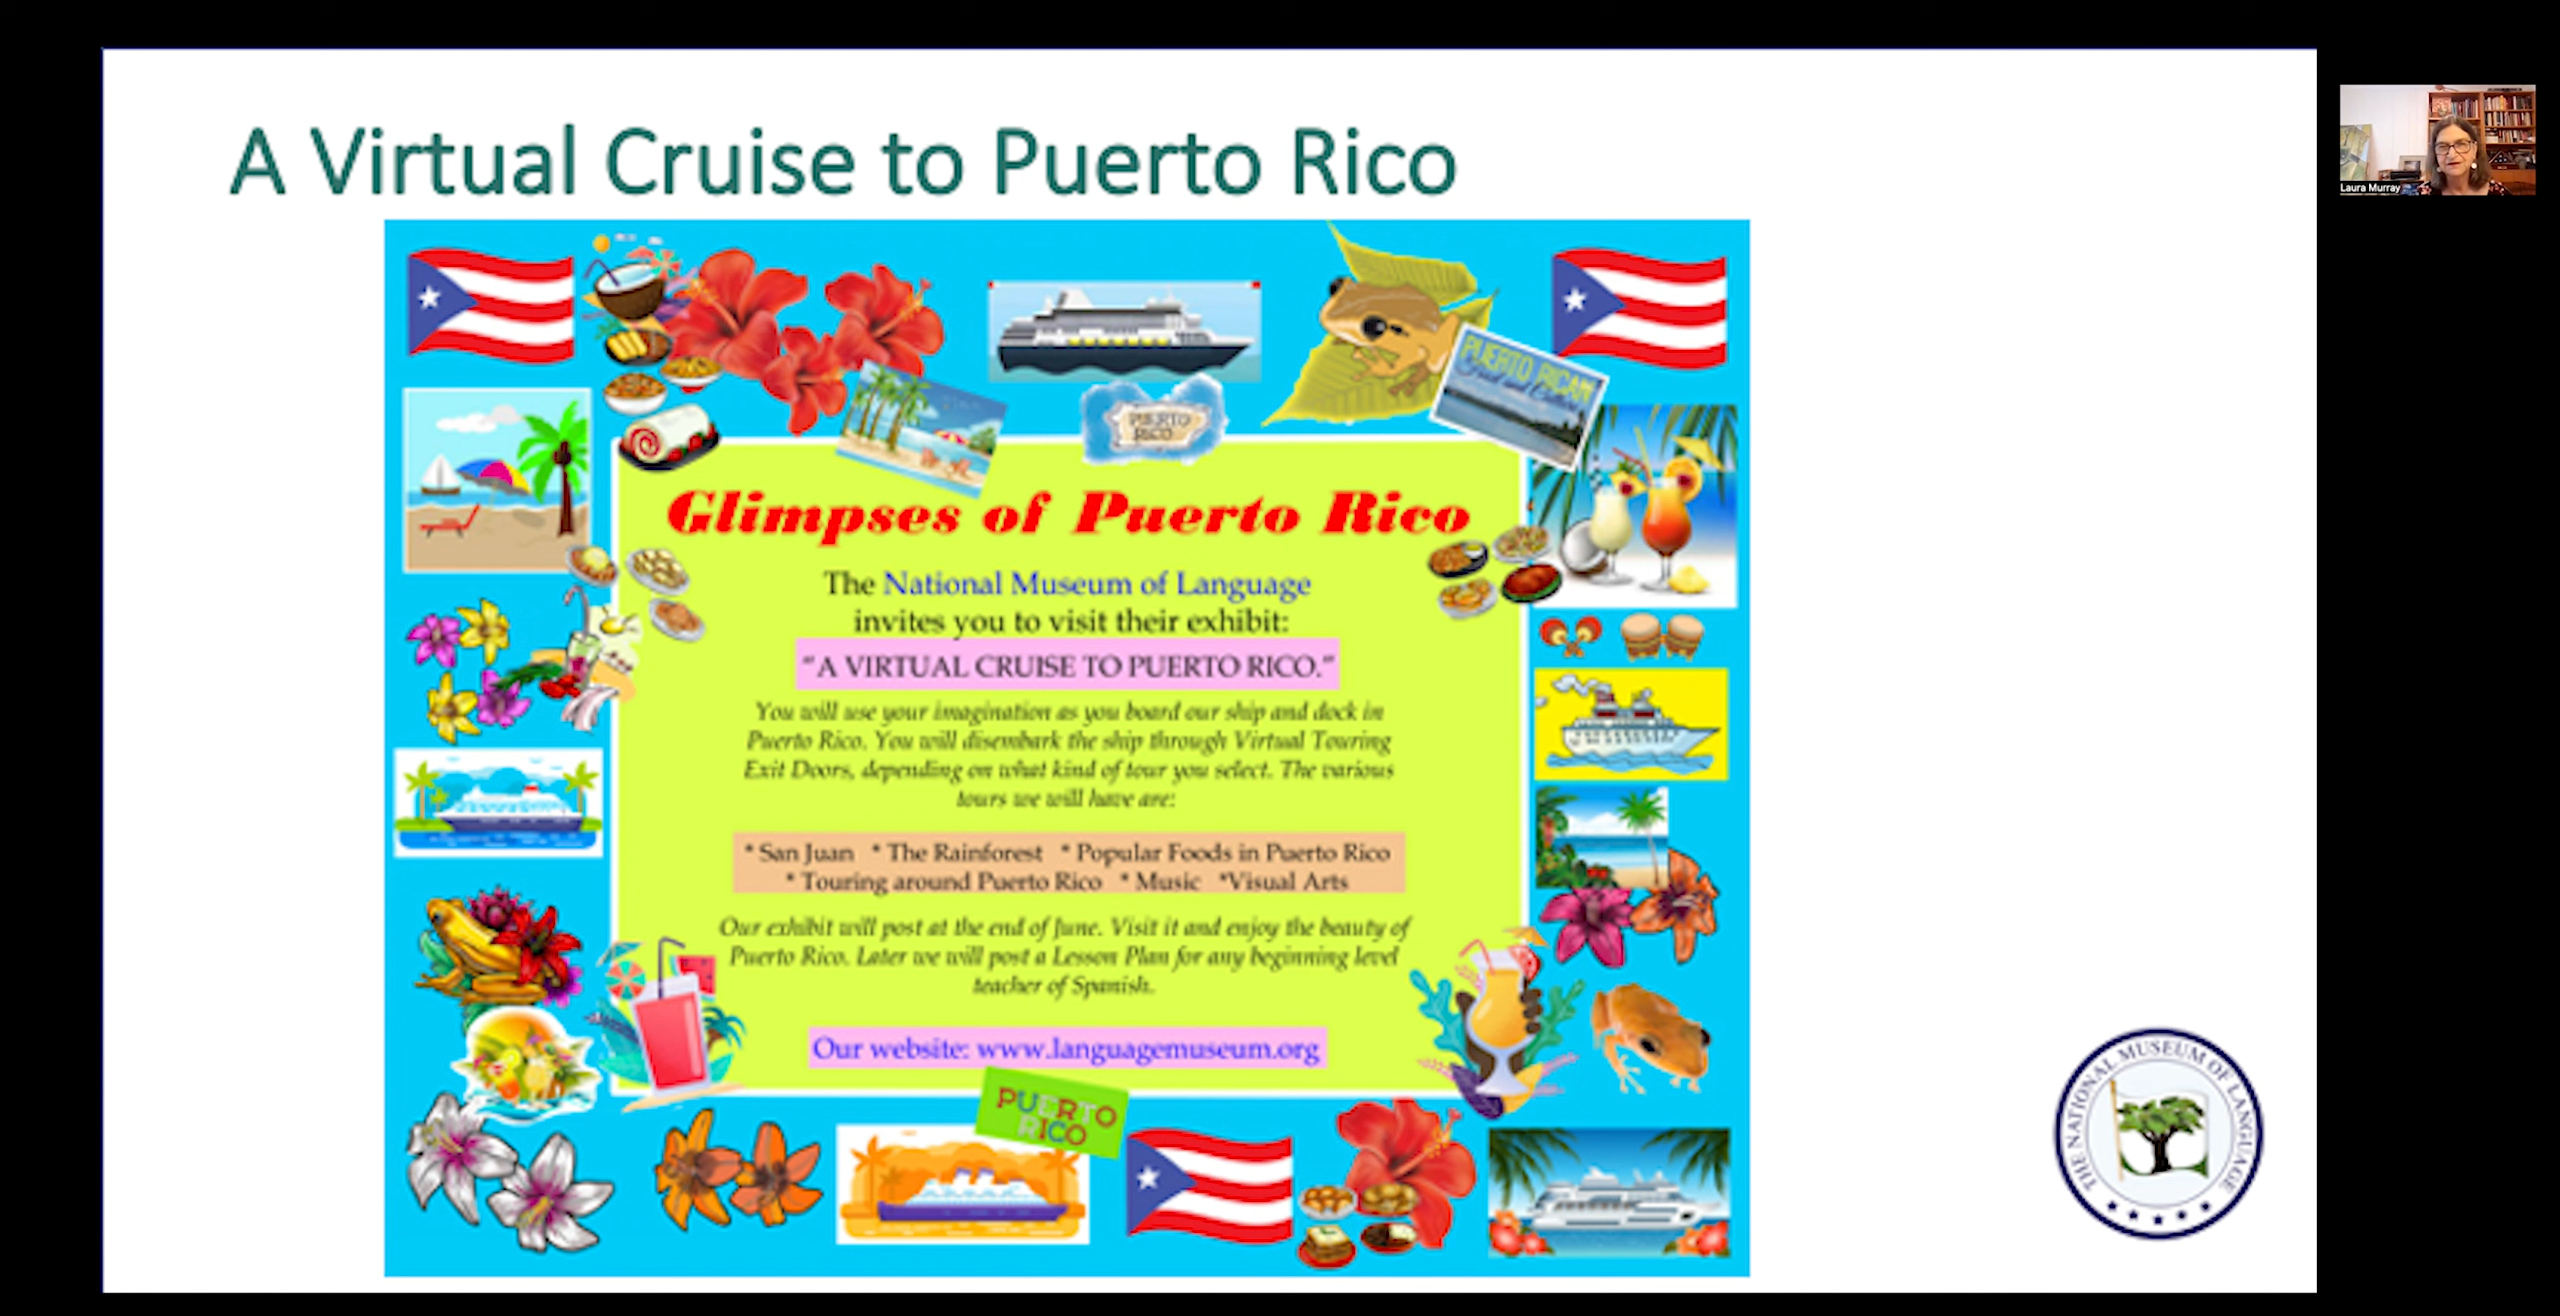 A Virtual Cruise to Puerto Rico
Laura Murray
PUERTO RICAN
PUERTO
RICO
Glimpses of Puerto Rico
The National Museum of Language
invites you to visit their exhibit:
"A VIRTUAL CRUISE TO PUERTO RICO."
You will use your imagination as you board our ship and dock in
Puerto Rico. You will disembark the ship through Virtual Touring
Exit Doors, depending on what kind of tour you select. The various
tours we will have are:
* San Juan * The Rainforest * Popular Foods in Puerto Rico
* Touring around Puerto Rico * Music *Visual Arts
Our exhibit will post at the end of June. Visit it and enjoy the beauty of
Puerto Rico. Later we will post a Lesson Plan for any beginning level
teacher of Spanish.
Our website: www.languagemuseum.org
PUERTO
RICO
THE NATIONAL MUSEUM OF LANGUAGE